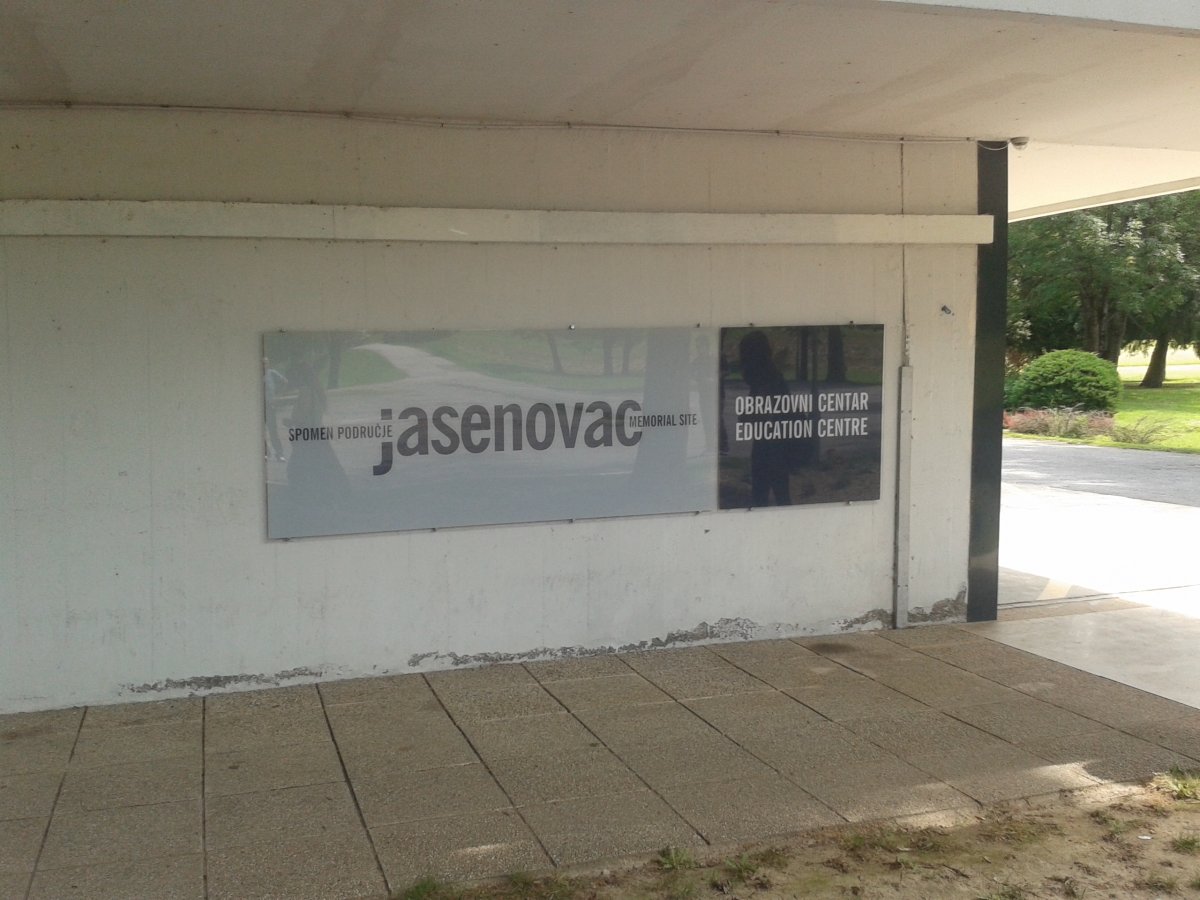 SPOMEN PODRUČJE jasenovac MEMORIAL SITE
OBRAZOVNI CENTAR
EDUCATION CENTRE